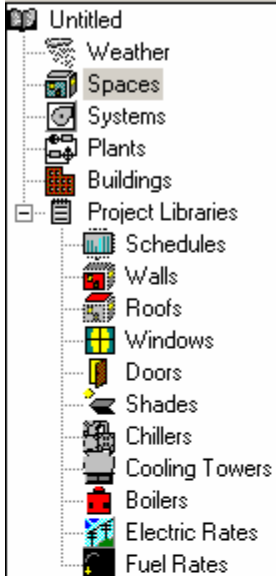 Untitled
Weather
Spaces
Systems
Plants
Buildings
Project Libraries
Schedules
Walls
Roofs
Windows
Doors
Shades
Chillers
Cooling Towers
Boilers
Electric Rates
Fuel Rates